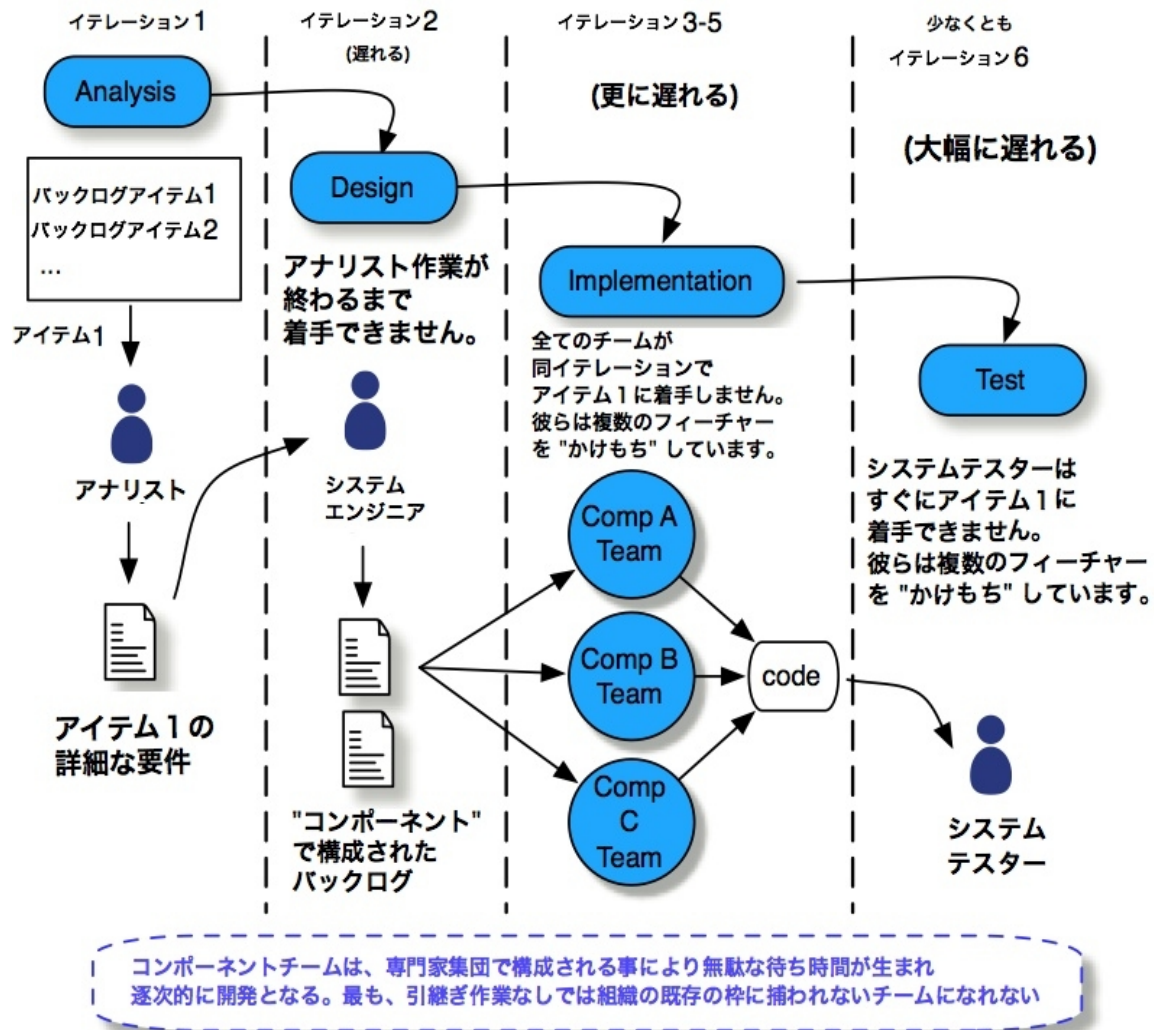 イテレーション1
Analysis
バックログアイテム1
バックログアイテム2
...
アイテム1
アナリスト
アイテム1の
詳細な要件
イテレーション2
(遅れる)
Design
アナリスト作業が
終わるまで
着手できません。
システム
エンジニア
"コンポーネント"
で構成された
バックログ
イテレーション3-5
(更に遅れる)
Implementation
全てのチームが
同イテレーションで
アイテム1に着手しません。
彼らは複数のフィーチャー
を "かけもち" しています。
Comp A
Team
Comp B
Team
Comp
C
Team
code
少なくとも
イテレーション6
(大幅に遅れる)
Test
システムテスターは
すぐにアイテム1に
着手できません。
彼らは複数のフィーチャー
を "かけもち" しています。
システム
テスター
コンポーネントチームは、専門家集団で構成される事により無駄な待ち時間が生まれ
逐次的に開発となる。最も、引継ぎ作業なしでは組織の既存の枠に捕われないチームになれない